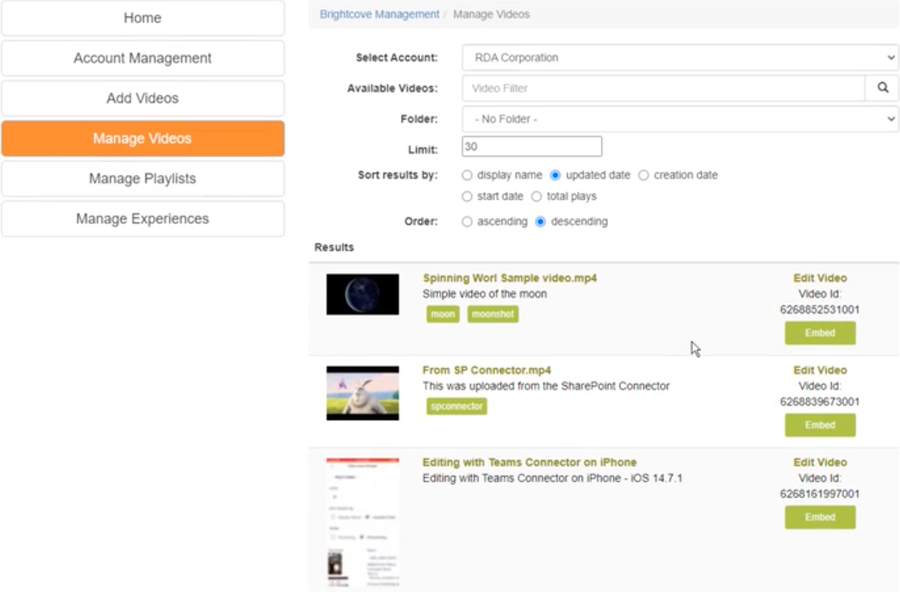 Home
Account Management
Add Videos
Manage Videos
Manage Playlists
Manage Experiences
Brightcove Management / Manage Videos
Select Account: RDA Corporation
Available Videos: Video Filter
Folder: - No Folder -
Limit: 30
Sort results by: display name updated date creation date
start date total plays
Order: ascending descending
Results
Spinning Worl Sample video.mp4
Simple video of the moon
moon moonshot
Edit Video
Video Id:
6268852531001
Embed
From SP Connector.mp4
This was uploaded from the SharePoint Connector
spconnector
Edit Video
Video Id:
6268839673001
Embed
Editing with Teams Connector on iPhone
Editing with Teams Connector on iPhone - iOS 14.7.1
Edit Video
Video Id:
6268161997001
Embed